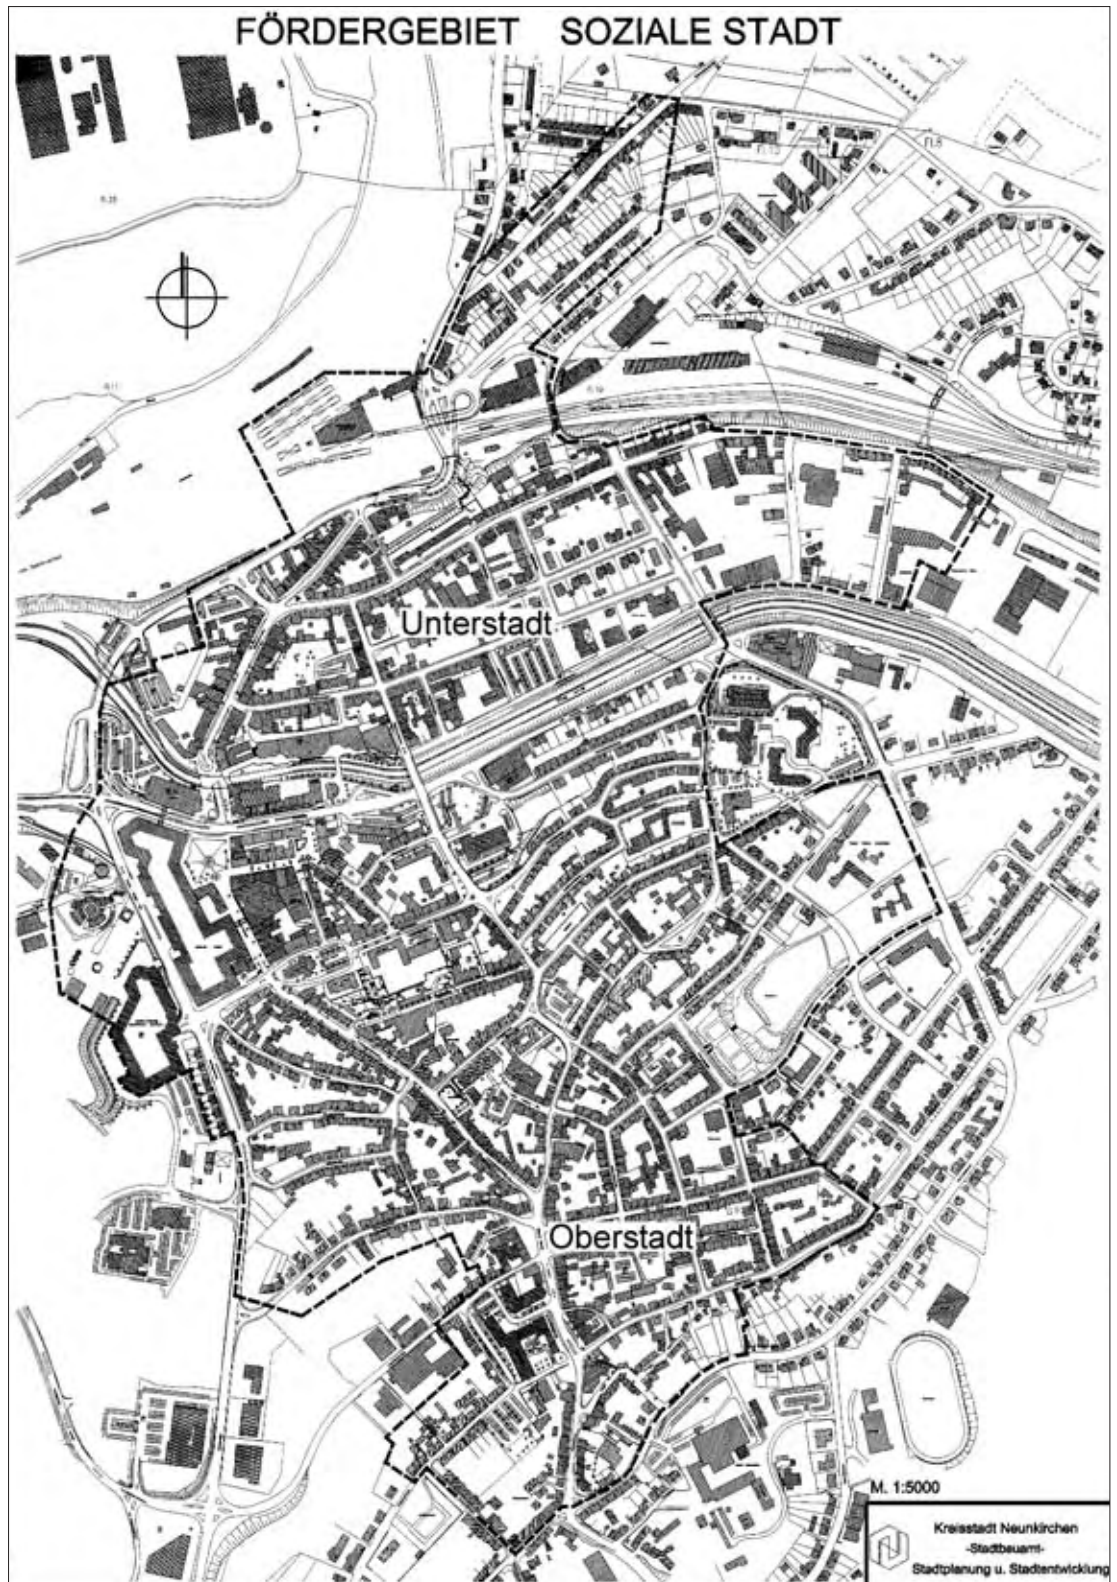 FÖRDERGEBIET SOZIALE STADT
Unterstadt
Oberstadt
M. 1:5000
Kreisstadt Neunkirchen
-Stadtbauamt-
Stadtplanung u. Stadtentwicklung